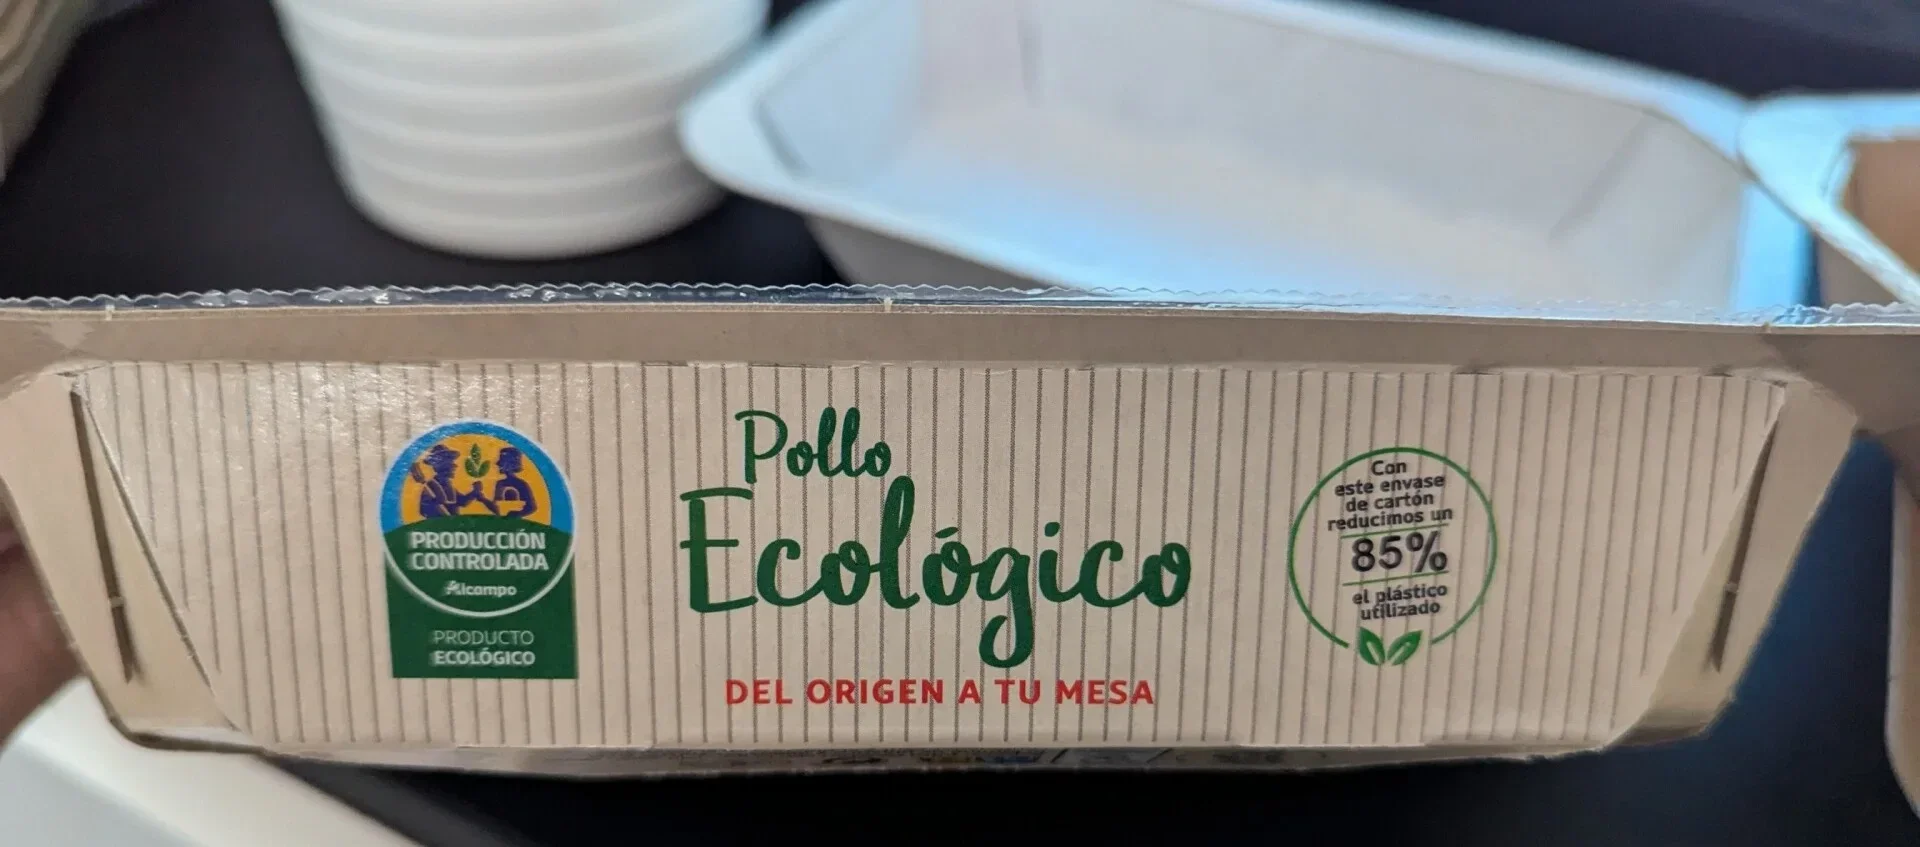 PRODUCCIÓN
CONTROLADA
Alcampo
PRODUCTO
ECOLÓGICO
Pollo
Ecológico
DEL ORIGEN A TU MESA
Con
este envase
de cartón
reducimos un
85%
el plástico
utilizado